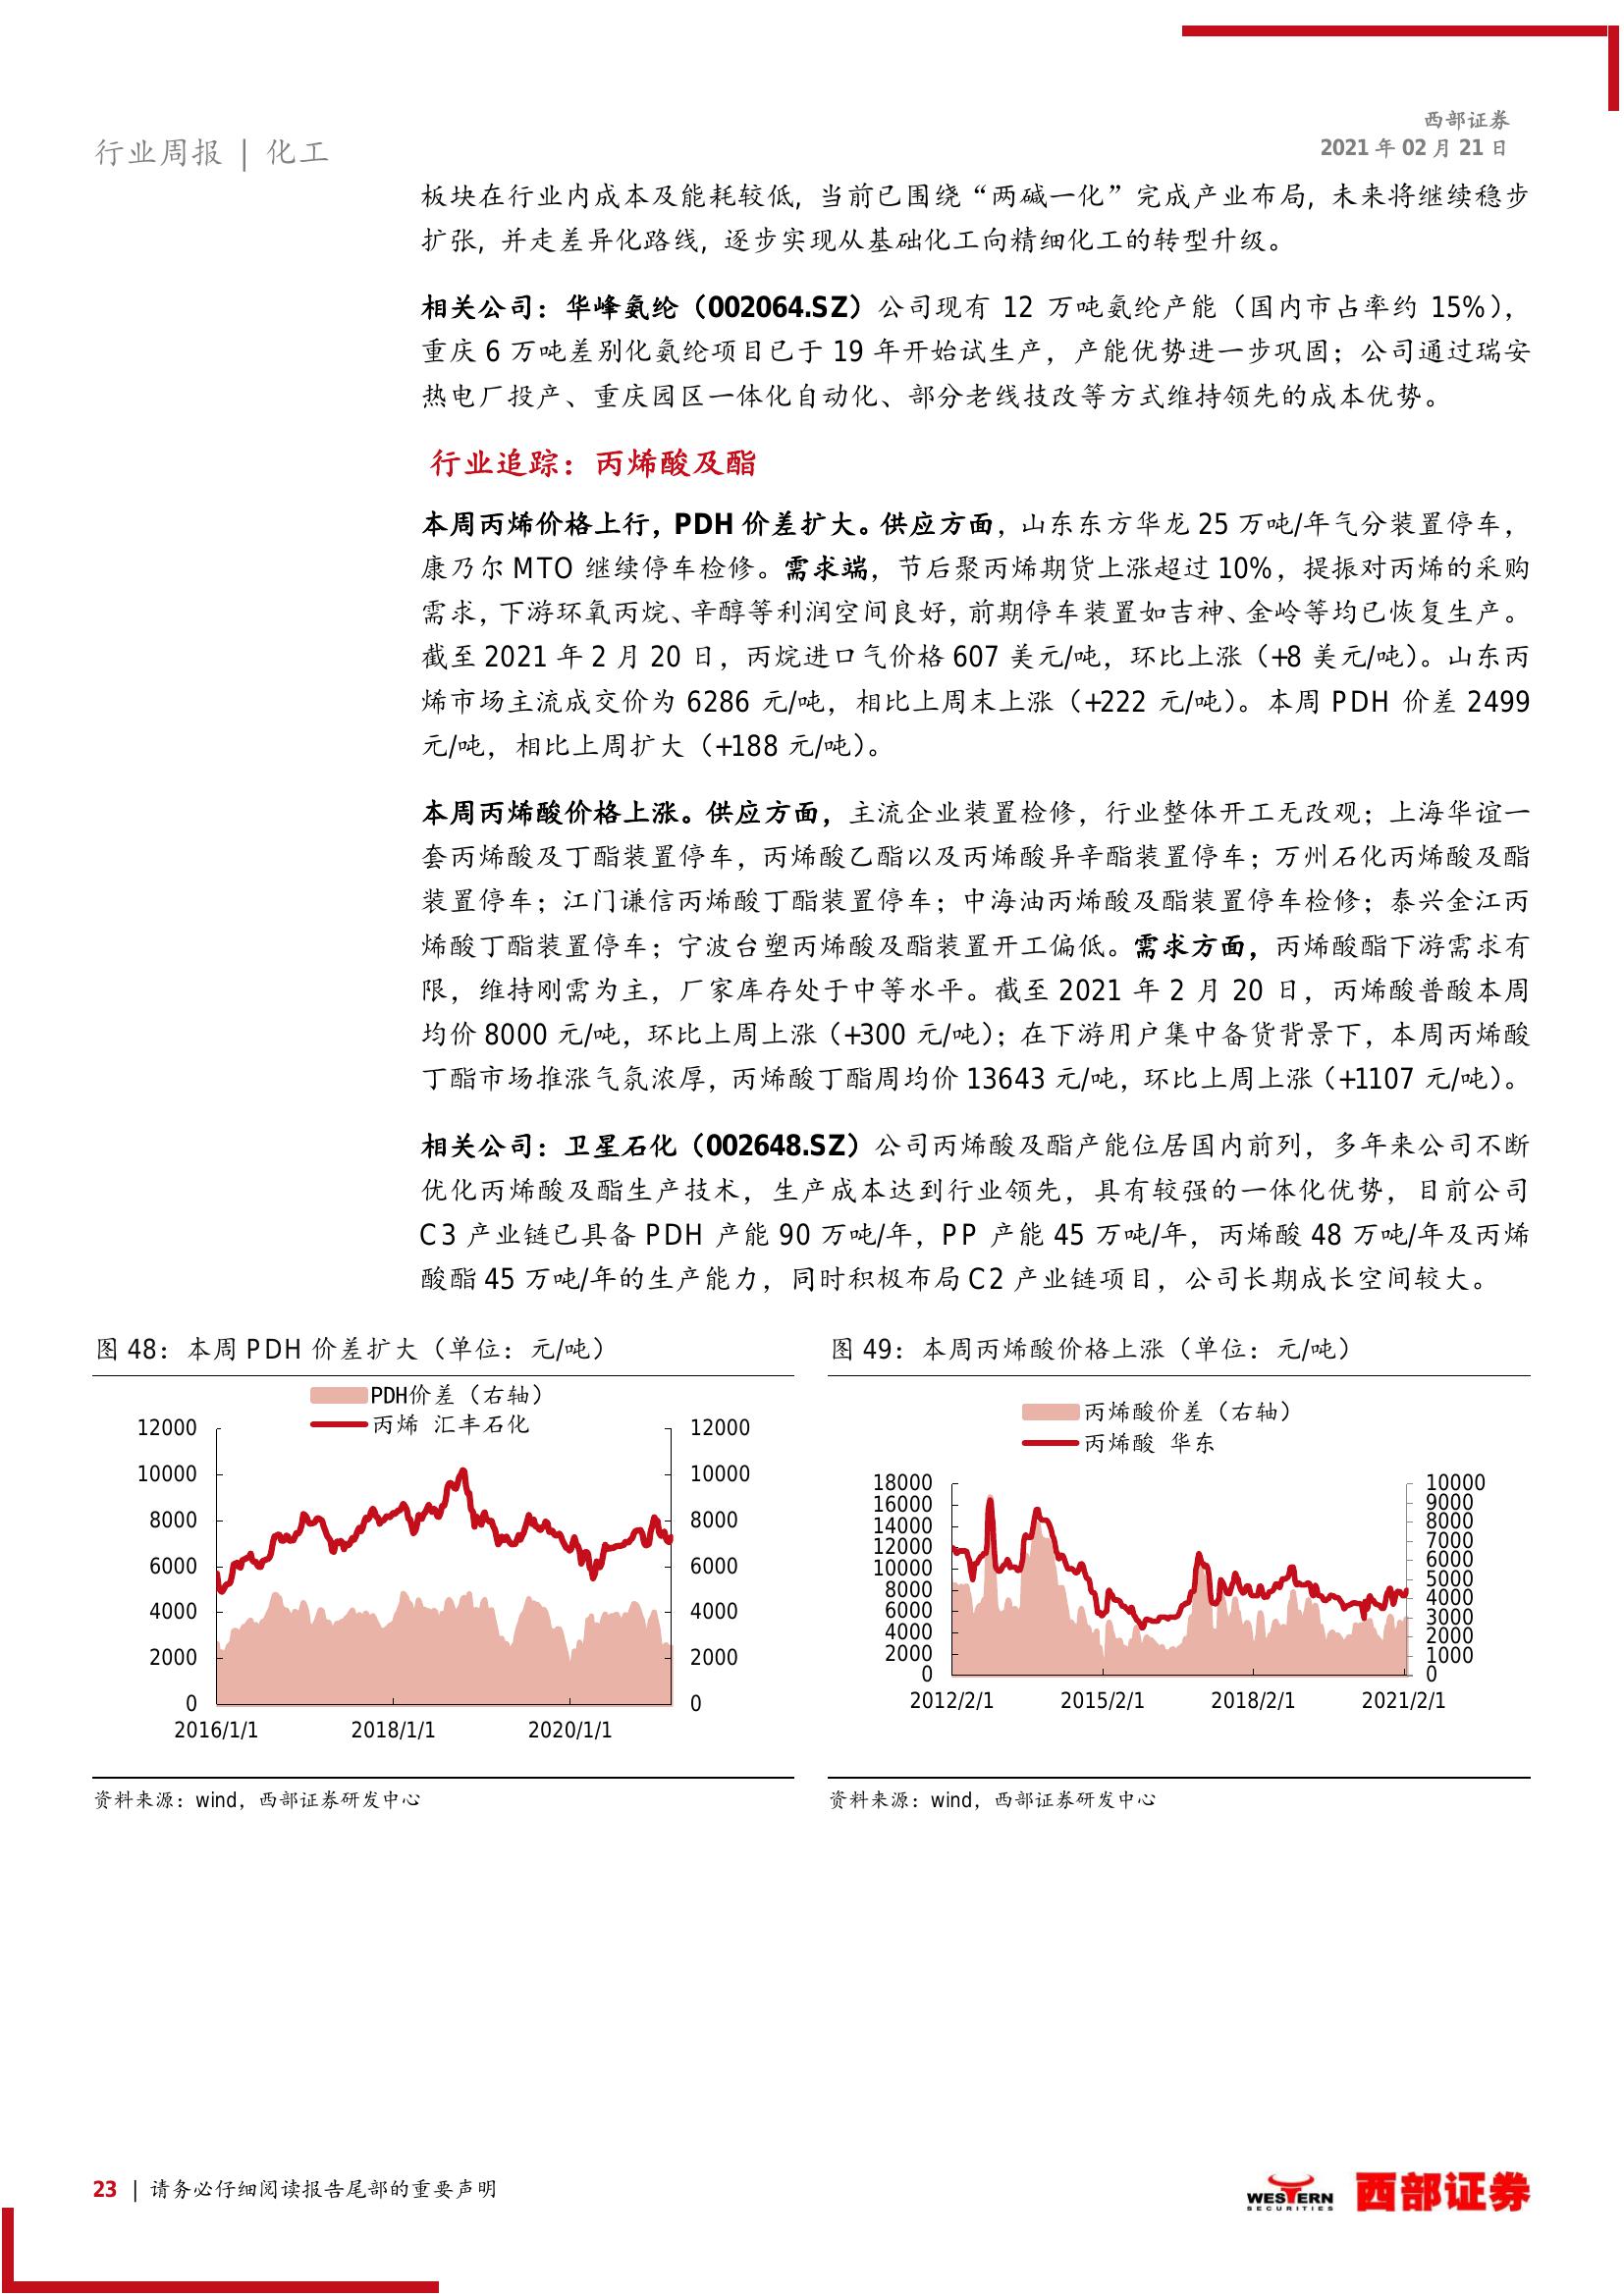 西部证券
行业周报 | 化工
2021 年 02 月 21 日
板块在行业内成本及能耗较低，当前已围绕“两碱一化”完成产业布局，未来将继续稳步
扩张，并走差异化路线，逐步实现从基础化工向精细化工的转型升级。
相关公司：华峰氨纶（002064.SZ）公司现有 12 万吨氨纶产能（国内市占率约 15%），
重庆 6 万吨差别化氨纶项目已于 19 年开始试生产，产能优势进一步巩固；公司通过瑞安
热电厂投产、重庆园区一体化自动化、部分老线技改等方式维持领先的成本优势。
行业追踪：丙烯酸及酯
本周丙烯价格上行，PDH 价差扩大。供应方面，山东东方华龙 25 万吨/年气分装置停车，
康乃尔 MTO 继续停车检修。需求端，节后聚丙烯期货上涨超过 10%，提振对丙烯的采购
需求，下游环氧丙烷、辛醇等利润空间良好，前期停车装置如吉神、金岭等均已恢复生产。
截至 2021 年 2 月 20 日，丙烷进口气价格 607 美元/吨，环比上涨（+8 美元/吨）。山东丙
烯市场主流成交价为 6286 元/吨，相比上周末上涨（+222 元/吨）。本周 PDH 价差 2499
元/吨，相比上周扩大（+188 元/吨）。
本周丙烯酸价格上涨。供应方面，主流企业装置检修，行业整体开工无改观；上海华谊一
套丙烯酸及丁酯装置停车，丙烯酸乙酯以及丙烯酸异辛酯装置停车；万州石化丙烯酸及酯
装置停车；江门谦信丙烯酸丁酯装置停车；中海油丙烯酸及酯装置停车检修；泰兴金江丙
烯酸丁酯装置停车；宁波台塑丙烯酸及酯装置开工偏低。需求方面，丙烯酸酯下游需求有
限，维持刚需为主，厂家库存处于中等水平。截至 2021 年 2 月 20 日，丙烯酸普酸本周
均价 8000 元/吨，环比上周上涨（+300 元/吨）；在下游用户集中备货背景下，本周丙烯酸
丁酯市场推涨气氛浓厚，丙烯酸丁酯周均价 13643 元/吨，环比上周上涨（+1107 元/吨）。
相关公司：卫星石化（002648.SZ）公司丙烯酸及酯产能位居国内前列，多年来公司不断
优化丙烯酸及酯生产技术，生产成本达到行业领先，具有较强的一体化优势，目前公司
C3 产业链已具备 PDH 产能 90 万吨/年，PP 产能 45 万吨/年，丙烯酸 48 万吨/年及丙烯
酸酯 45 万吨/年的生产能力，同时积极布局 C2 产业链项目，公司长期成长空间较大。
图 48：本周 PDH 价差扩大（单位：元/吨）
PDH价差（右轴）
丙烯 汇丰石化
12000 12000
10000 10000
8000 8000
6000 6000
4000 4000
2000 2000
0 0
2016/1/1 2018/1/1 2020/1/1
资料来源：wind，西部证券研发中心
图 49：本周丙烯酸价格上涨（单位：元/吨）
丙烯酸价差（右轴）
丙烯酸 华东
18000 10000
16000 9000
14000 8000
12000 7000
10000 6000
8000 5000
6000 4000
4000 3000
2000 2000
0 1000
0
2012/2/1 2015/2/1 2018/2/1 2021/2/1
资料来源：wind，西部证券研发中心
23 | 请务必仔细阅读报告尾部的重要声明
WESTERN
SECURITIES
西部证券